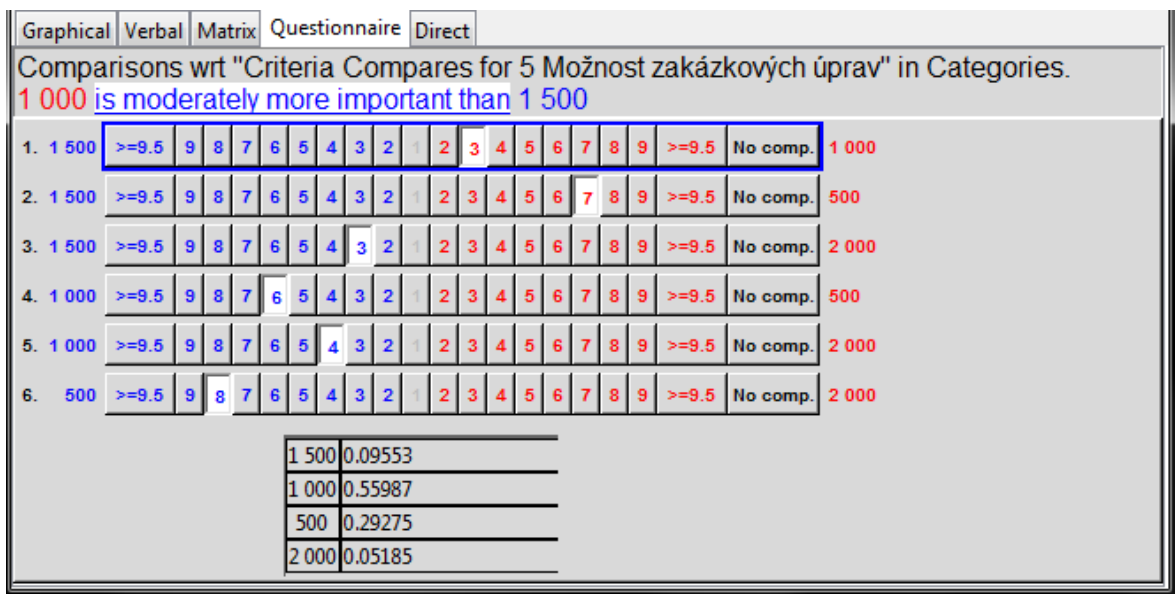 Graphical Verbal Matrix Questionnaire Direct
Comparisons wrt "Criteria Compares for 5 Možnost zakázkových úprav" in Categories.
1 000 is moderately more important than 1 500
1. 1 500 >=9.5 9 8 7 6 5 4 3 2 1 2 3 4 5 6 7 8 9 >=9.5 No comp. 1 000
2. 1 500 >=9.5 9 8 7 6 5 4 3 2 1 2 3 4 5 6 7 8 9 >=9.5 No comp. 500
3. 1 500 >=9.5 9 8 7 6 5 4 3 2 1 2 3 4 5 6 7 8 9 >=9.5 No comp. 2 000
4. 1 000 >=9.5 9 8 7 6 5 4 3 2 1 2 3 4 5 6 7 8 9 >=9.5 No comp. 500
5. 1 000 >=9.5 9 8 7 6 5 4 3 2 1 2 3 4 5 6 7 8 9 >=9.5 No comp. 2 000
6. 500 >=9.5 9 8 7 6 5 4 3 2 1 2 3 4 5 6 7 8 9 >=9.5 No comp. 2 000
1 500 0.09553
1 000 0.55987
500 0.29275
2 000 0.05185